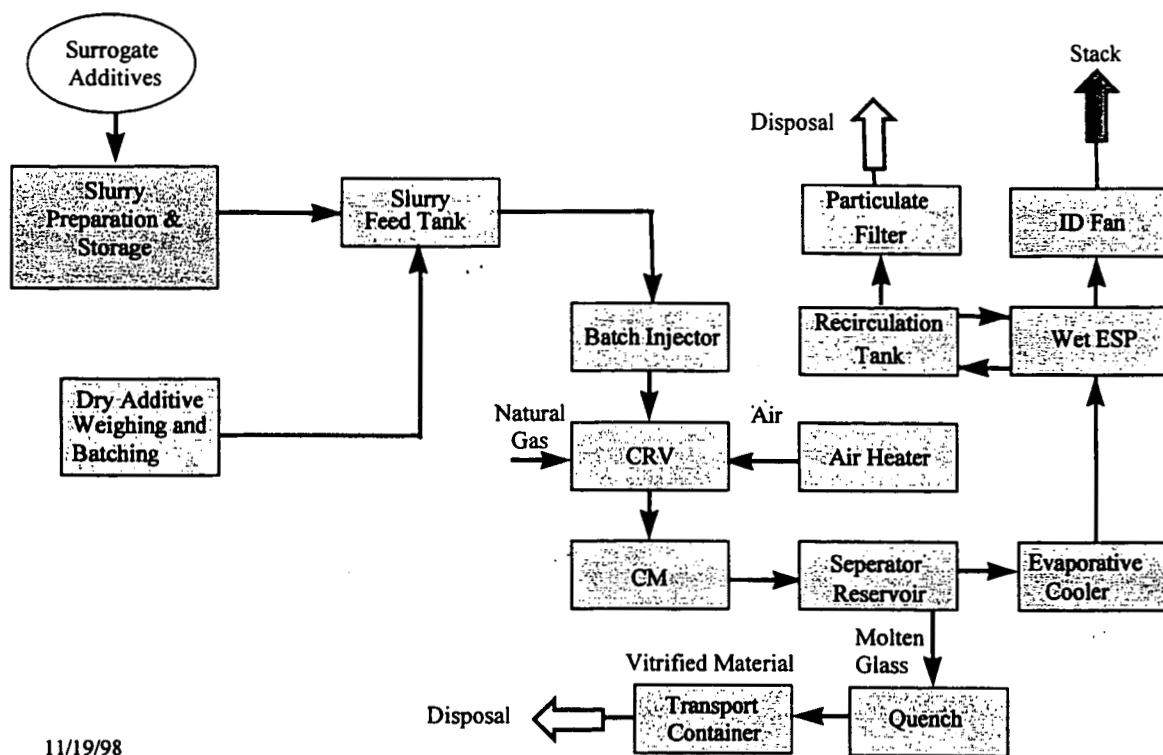 Surrogate
Additives
Slurry
Preparation &
Storage
Slurry
Feed Tank
Dry Additive
Weighing and
Batching
Batch Injector
Natural
Gas
CRV
Air
Air Heater
CM
Seperator
Reservoir
Evaporative
Cooler
Molten
Glass
Quench
Vitrified Material
Transport
Container
Disposal
Recirculation
Tank
Wet ESP
Particulate
Filter
ID Fan
Disposal
Stack
11/19/98